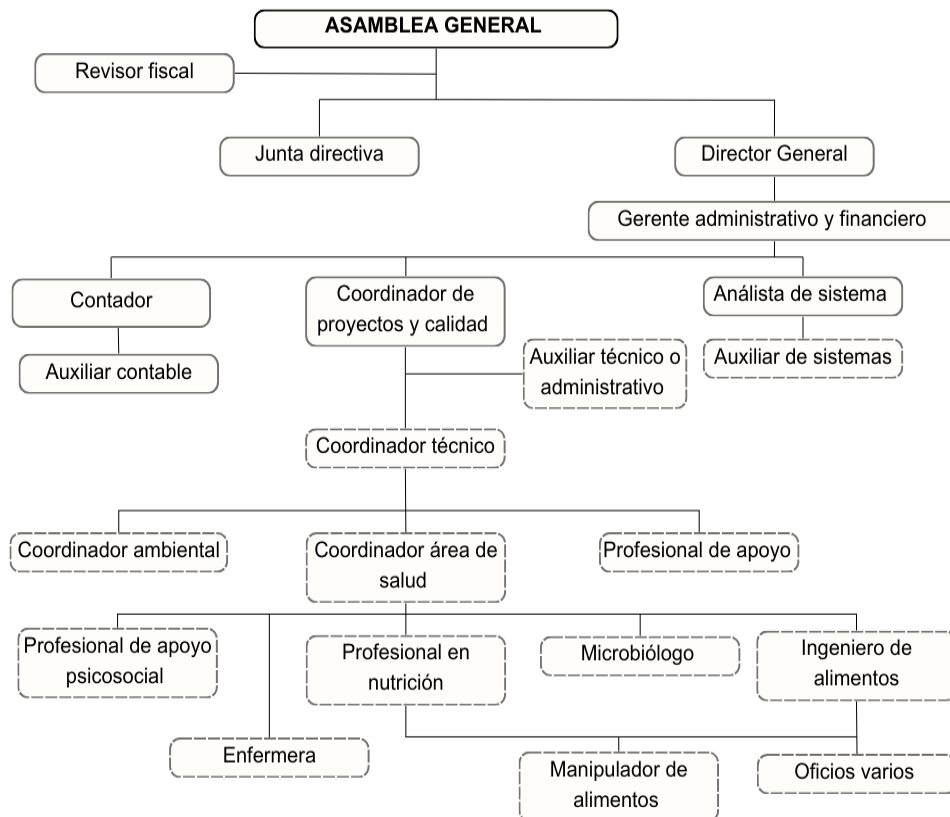 ASAMBLEA GENERAL
Revisor fiscal
Junta directiva
Director General
Gerente administrativo y financiero
Contador
Coordinador de
proyectos y calidad
Análista de sistema
Auxiliar contable
Auxiliar técnico o
administrativo
Auxiliar de sistemas
Coordinador técnico
Coordinador ambiental
Coordinador área de
salud
Profesional de apoyo
Profesional de apoyo
psicosocial
Profesional en
nutrición
Microbiólogo
Ingeniero de
alimentos
Enfermera
Manipulador de
alimentos
Oficios varios